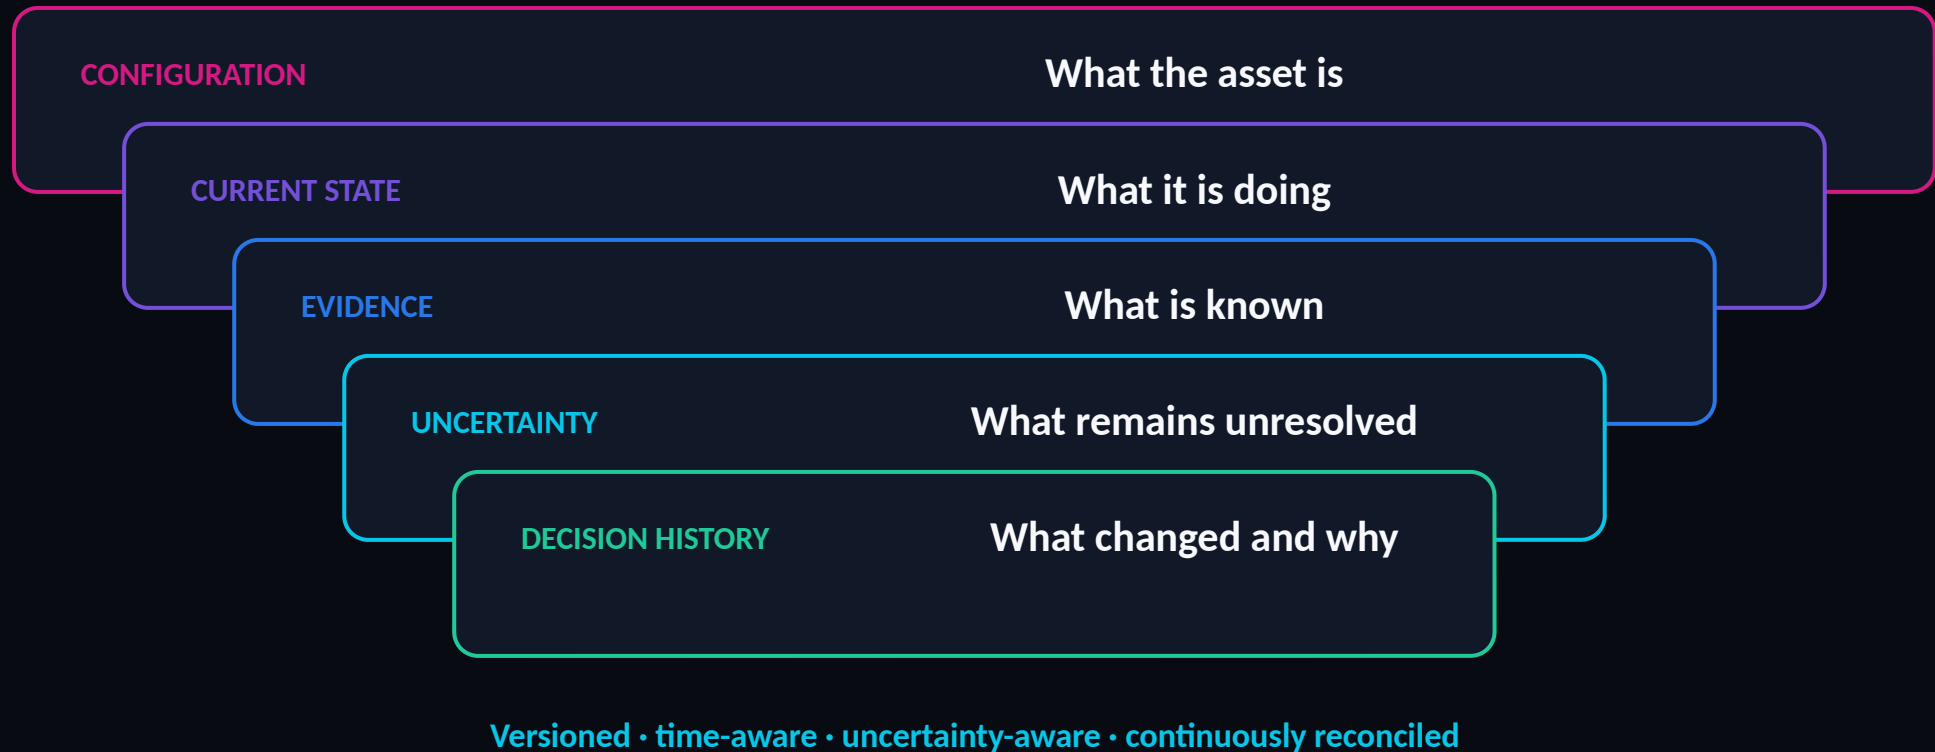 CONFIGURATION What the asset is
CURRENT STATE What it is doing
EVIDENCE What is known
UNCERTAINTY What remains unresolved
DECISION HISTORY What changed and why
Versioned · time-aware · uncertainty-aware · continuously reconciled